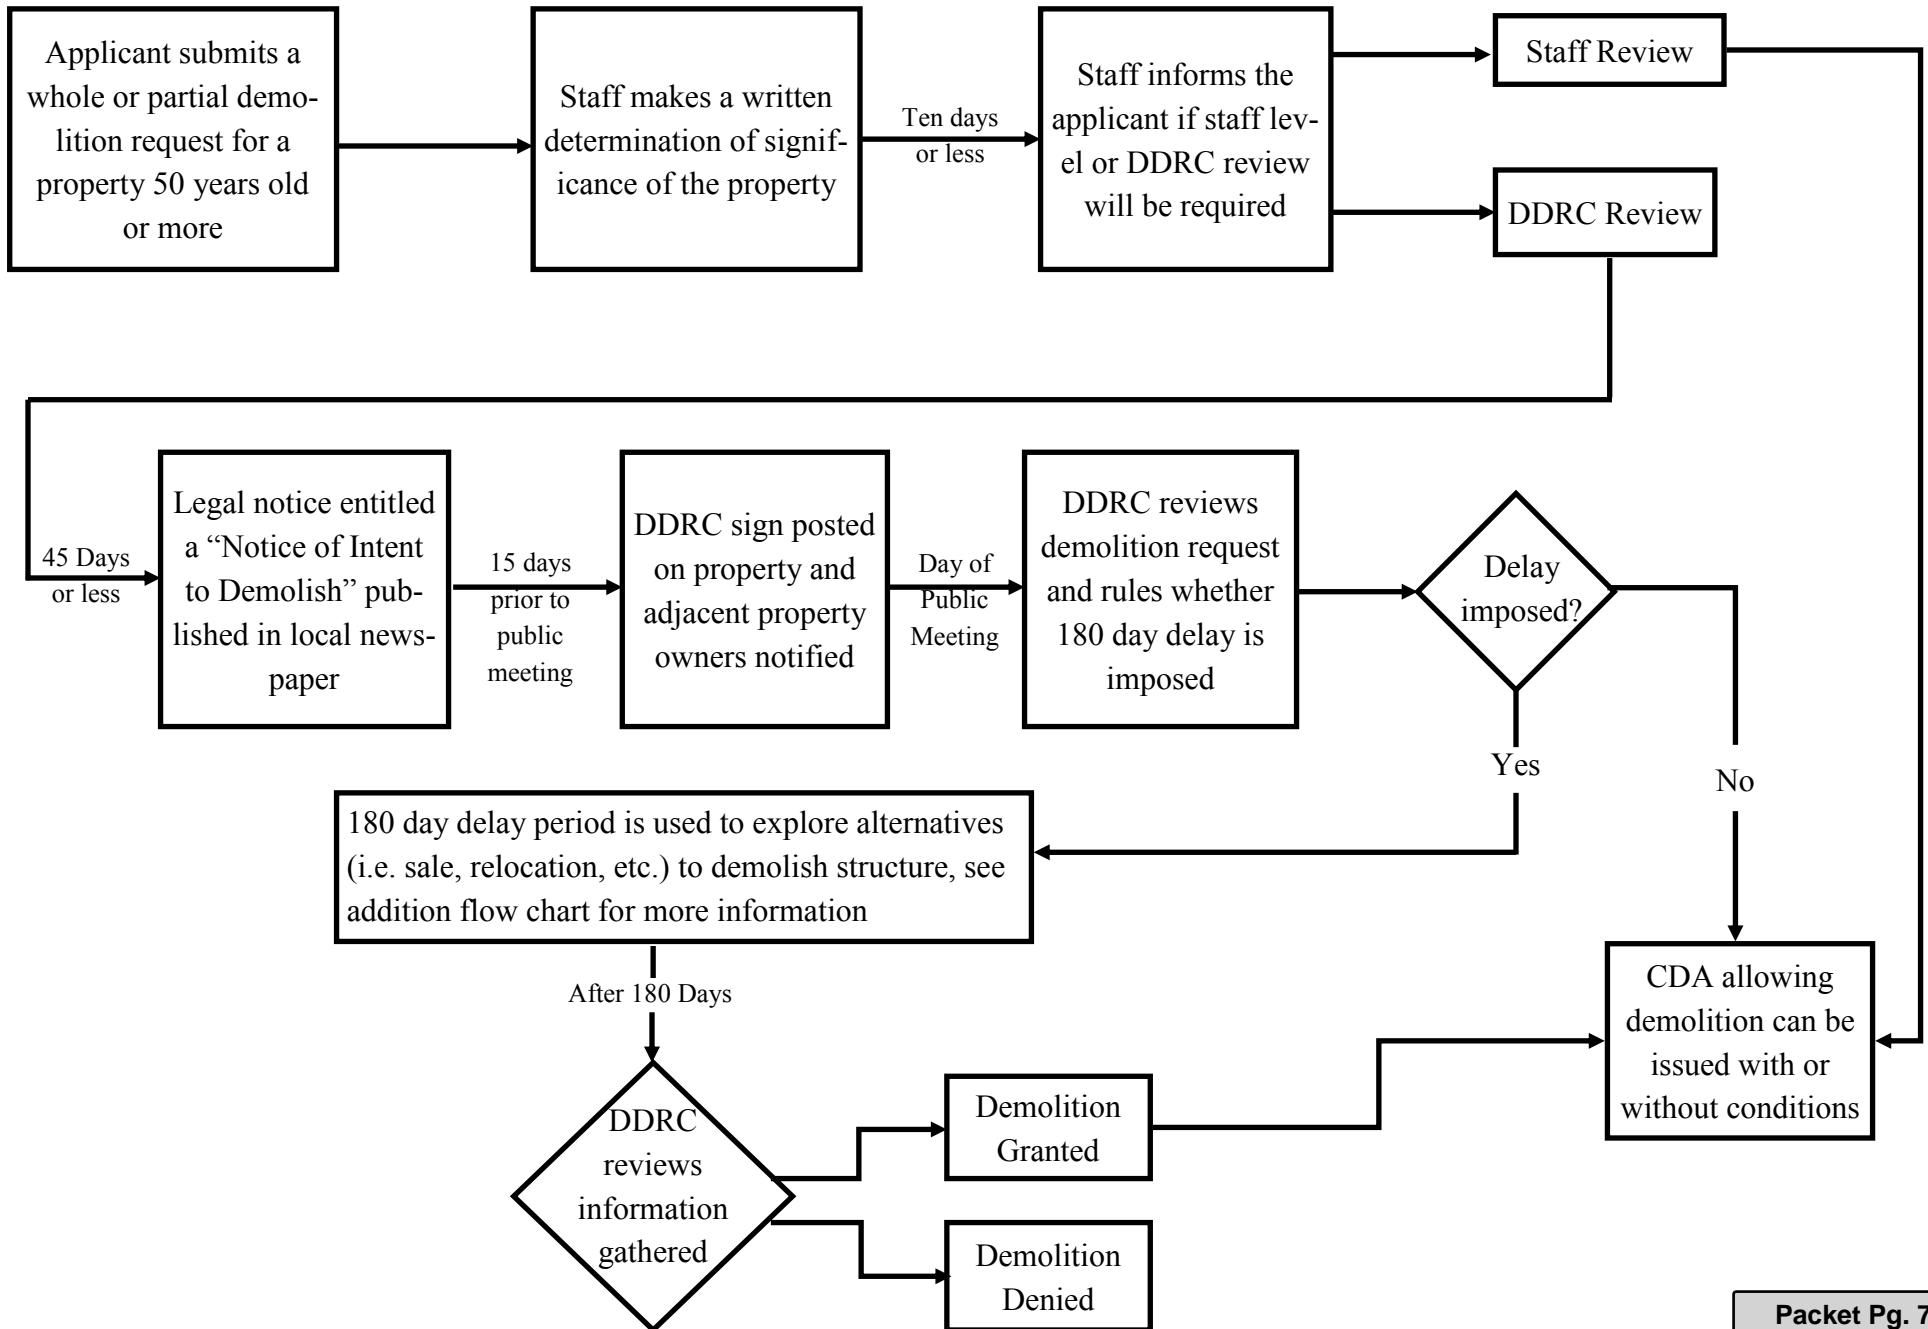 Applicant submits a
whole or partial demo-
lition request for a
property 50 years old
or more
Staff makes a written
determination of signif-
icance of the property
Ten days
or less
Staff informs the
applicant if staff lev-
el or DDRC review
will be required
Staff Review
DDRC Review
45 Days
or less
Legal notice entitled
a “Notice of Intent
to Demolish” pub-
lished in local news-
paper
15 days
prior to
public
meeting
DDRC sign posted
on property and
adjacent property
owners notified
Day of
Public
Meeting
DDRC reviews
demolition request
and rules whether
180 day delay is
imposed
Delay
imposed?
Yes
No
180 day delay period is used to explore alternatives
(i.e. sale, relocation, etc.) to demolish structure, see
addition flow chart for more information
After 180 Days
DDRC
reviews
information
gathered
Demolition
Granted
Demolition
Denied
CDA allowing
demolition can be
issued with or
without conditions
Packet Pg. 7